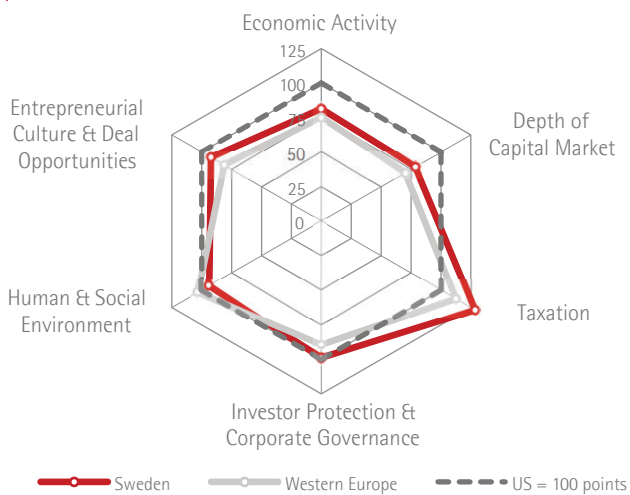 Economic Activity
125
100
75
50
25
0
Entrepreneurial
Culture & Deal
Opportunities
Depth of
Capital Market
Human & Social
Environment
Taxation
Investor Protection &
Corporate Governance
Sweden
Western Europe
US = 100 points